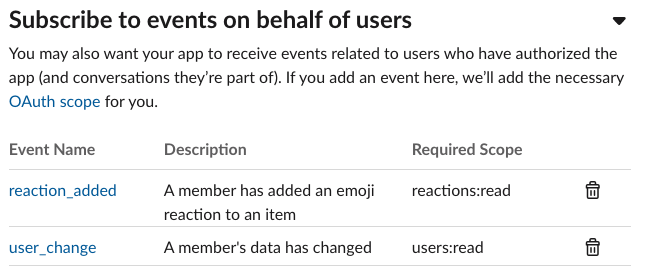 Subscribe to events on behalf of users
You may also want your app to receive events related to users who have authorized the
app (and conversations they're part of). If you add an event here, we'll add the necessary
OAuth scope for you.
Event Name Description Required Scope
reaction_added A member has added an emoji reactions:read
reaction to an item
user_change A member's data has changed users:read